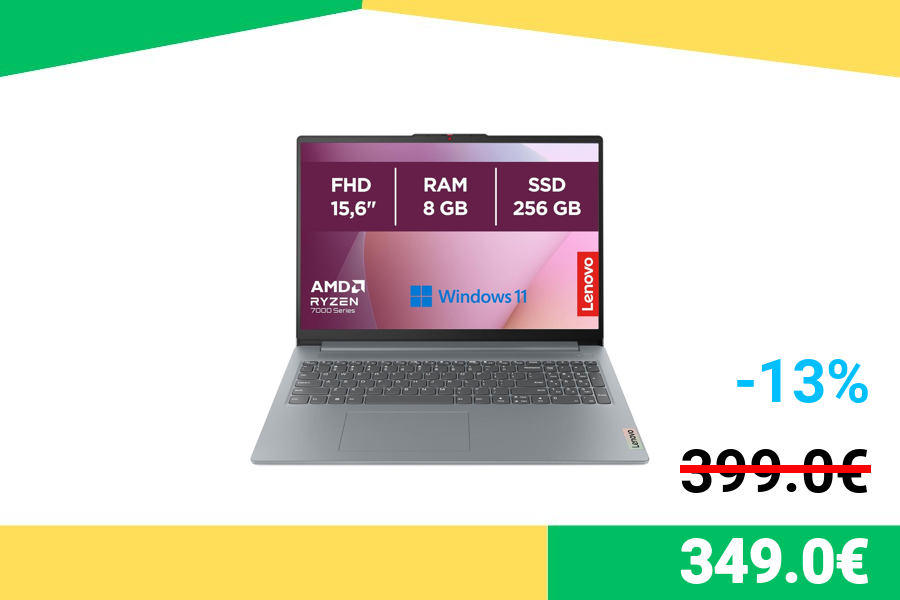 FHD
15,6"
RAM
8 GB
SSD
256 GB
AMD
RYZEN
7000 Series
Windows 11
Lenovo
Lenovo
-13%
399.0€
349.0€